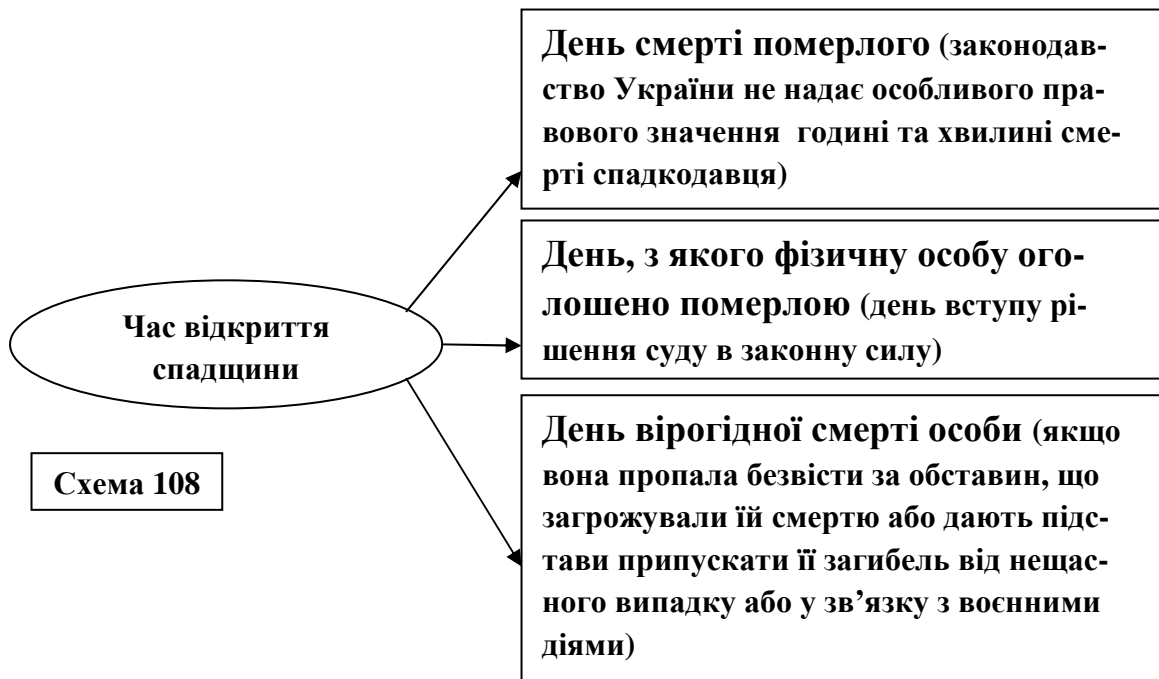 День смерті померлого (законодав-
ство України не надає особливого пра-
вового значення годині та хвилині сме-
рті спадкодавця)
День, з якого фізичну особу ого-
лошено померлою (день вступу рі-
шення суду в законну силу)
Час відкриття
спадщини
День вірогідної смерті особи (якщо
вона пропала безвісти за обставин, що
загрожували їй смертю або дають підс-
тави припускати її загибель від нещас-
ного випадку або у зв’язку з воєнними
діями)
Схема 108